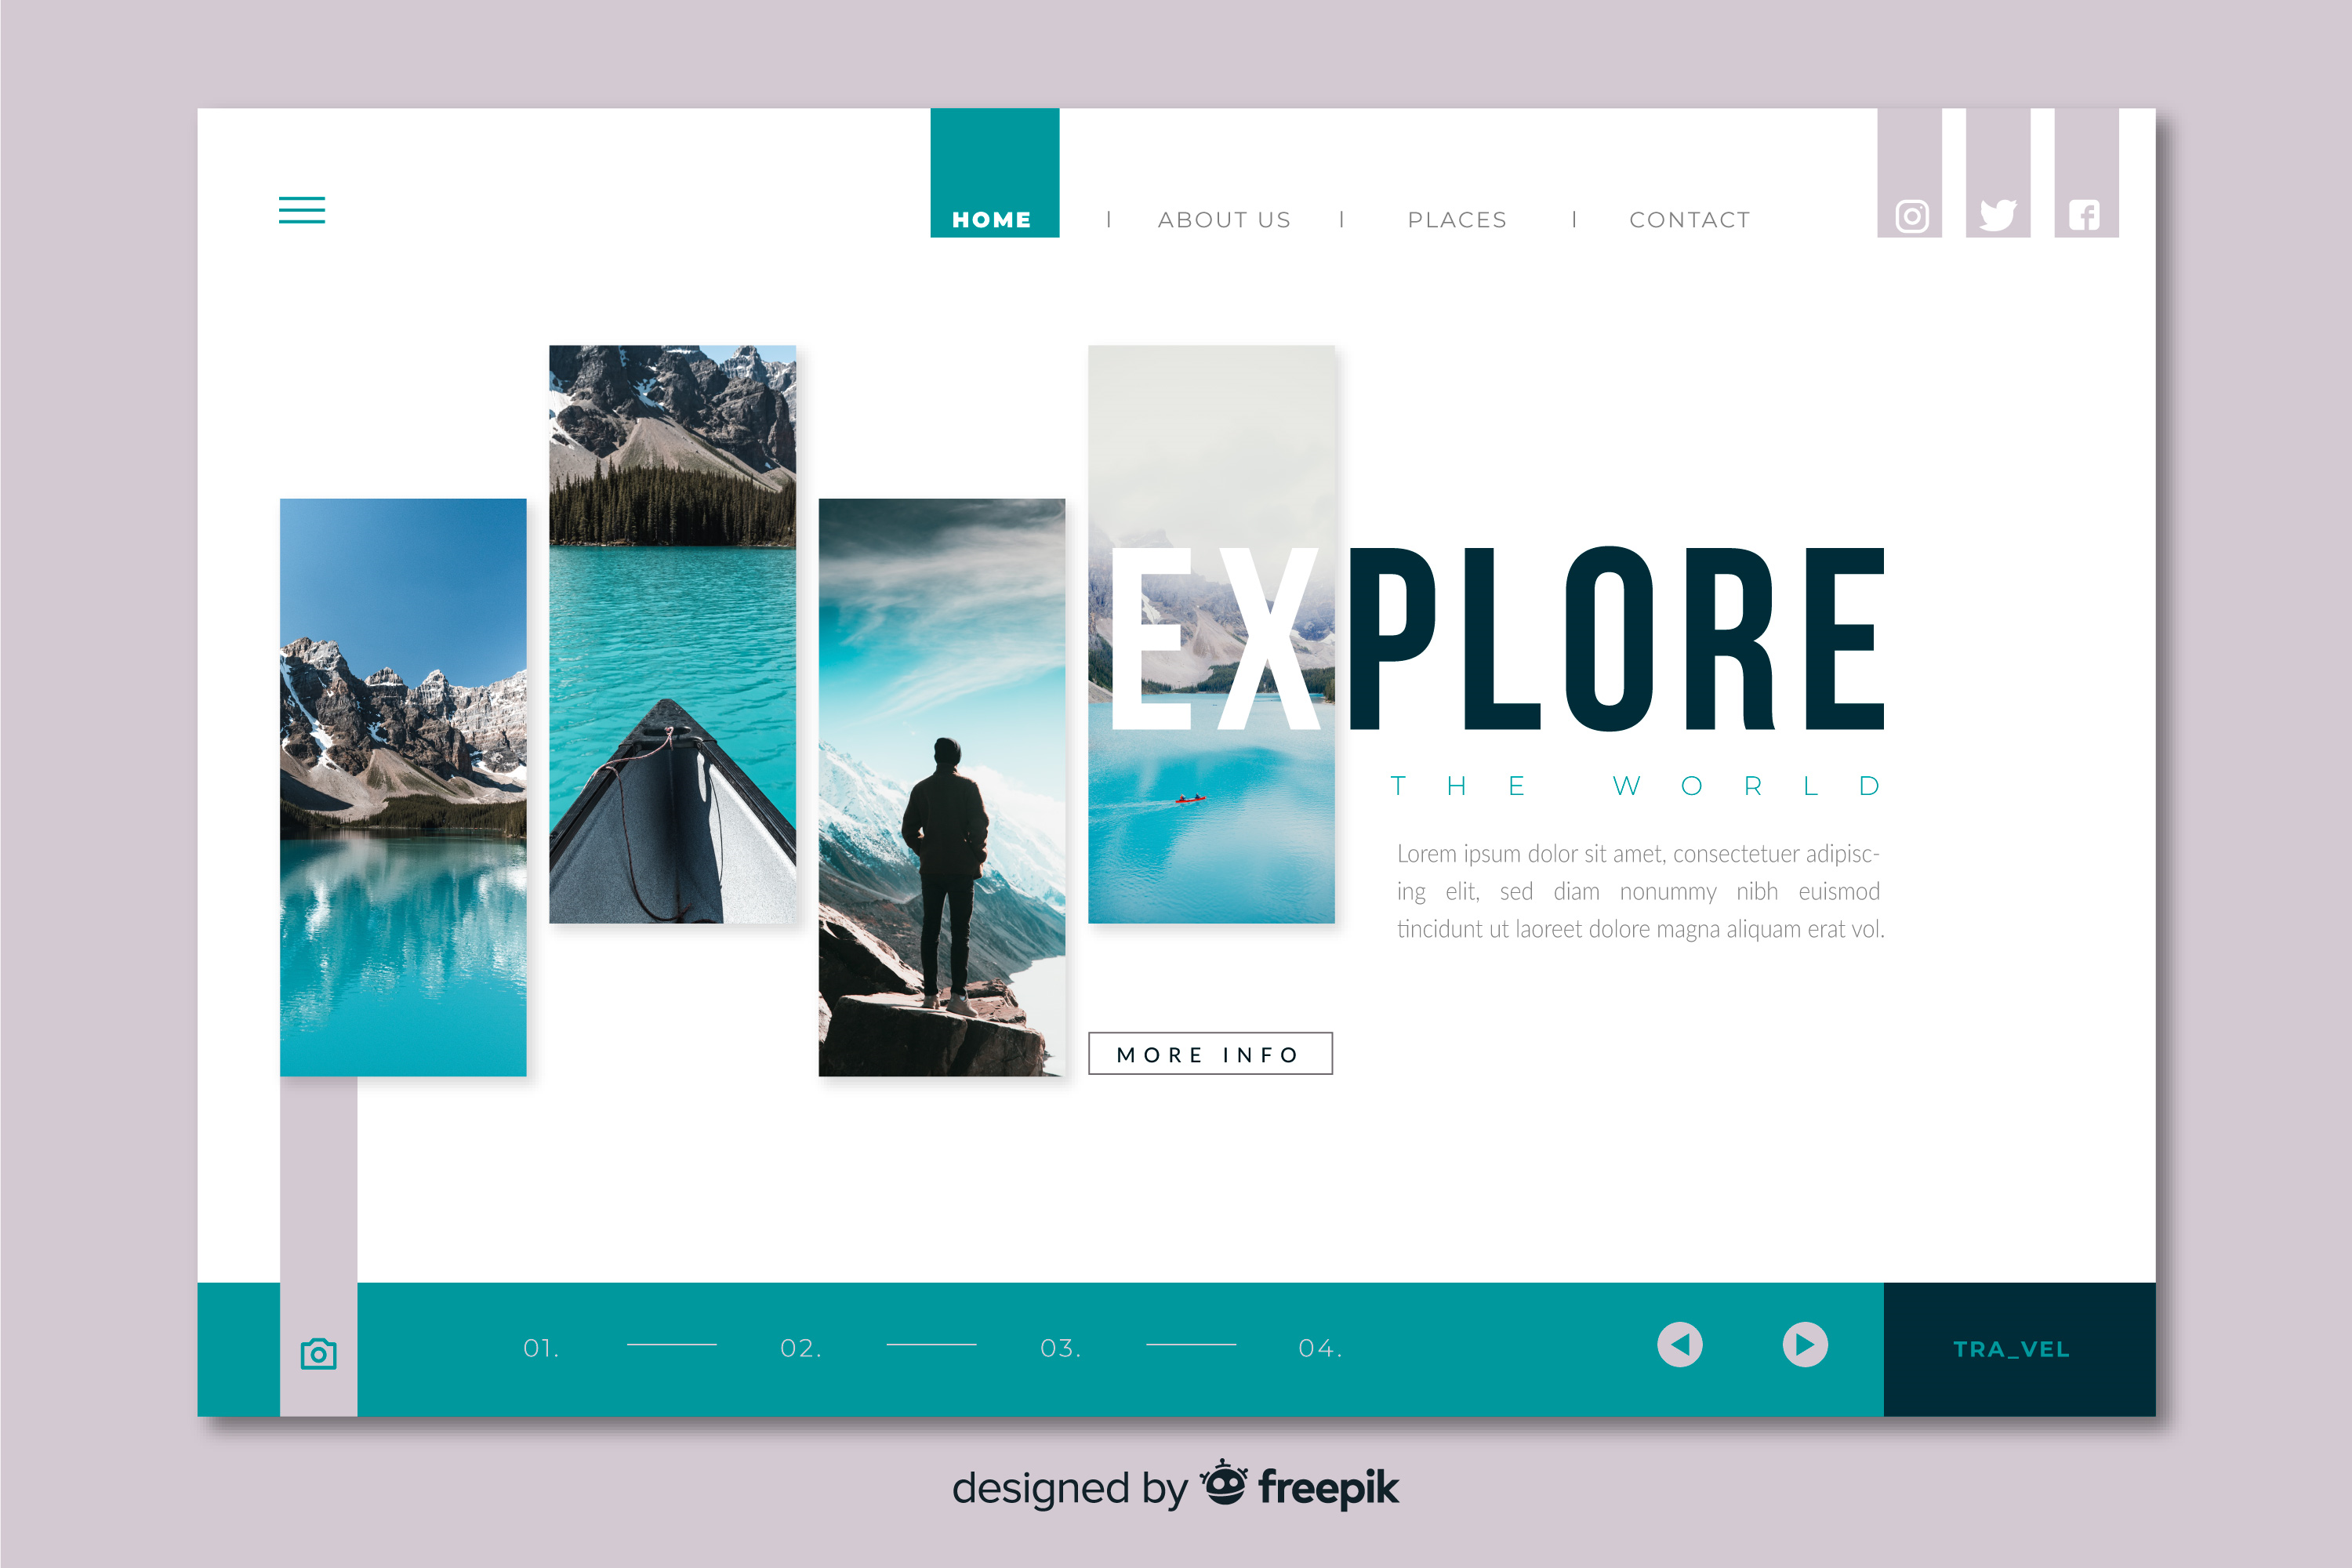 HOME | ABOUT US | PLACES | CONTACT
EXPLORE
THE WORLD
Lorem ipsum dolor sit amet, consectetuer adipisc-
ing elit, sed diam nonummy nibh euismod
tincidunt ut laoreet dolore magna aliquam erat vol.
MORE INFO
01. 02. 03. 04. TRA_VEL
designed by freepik